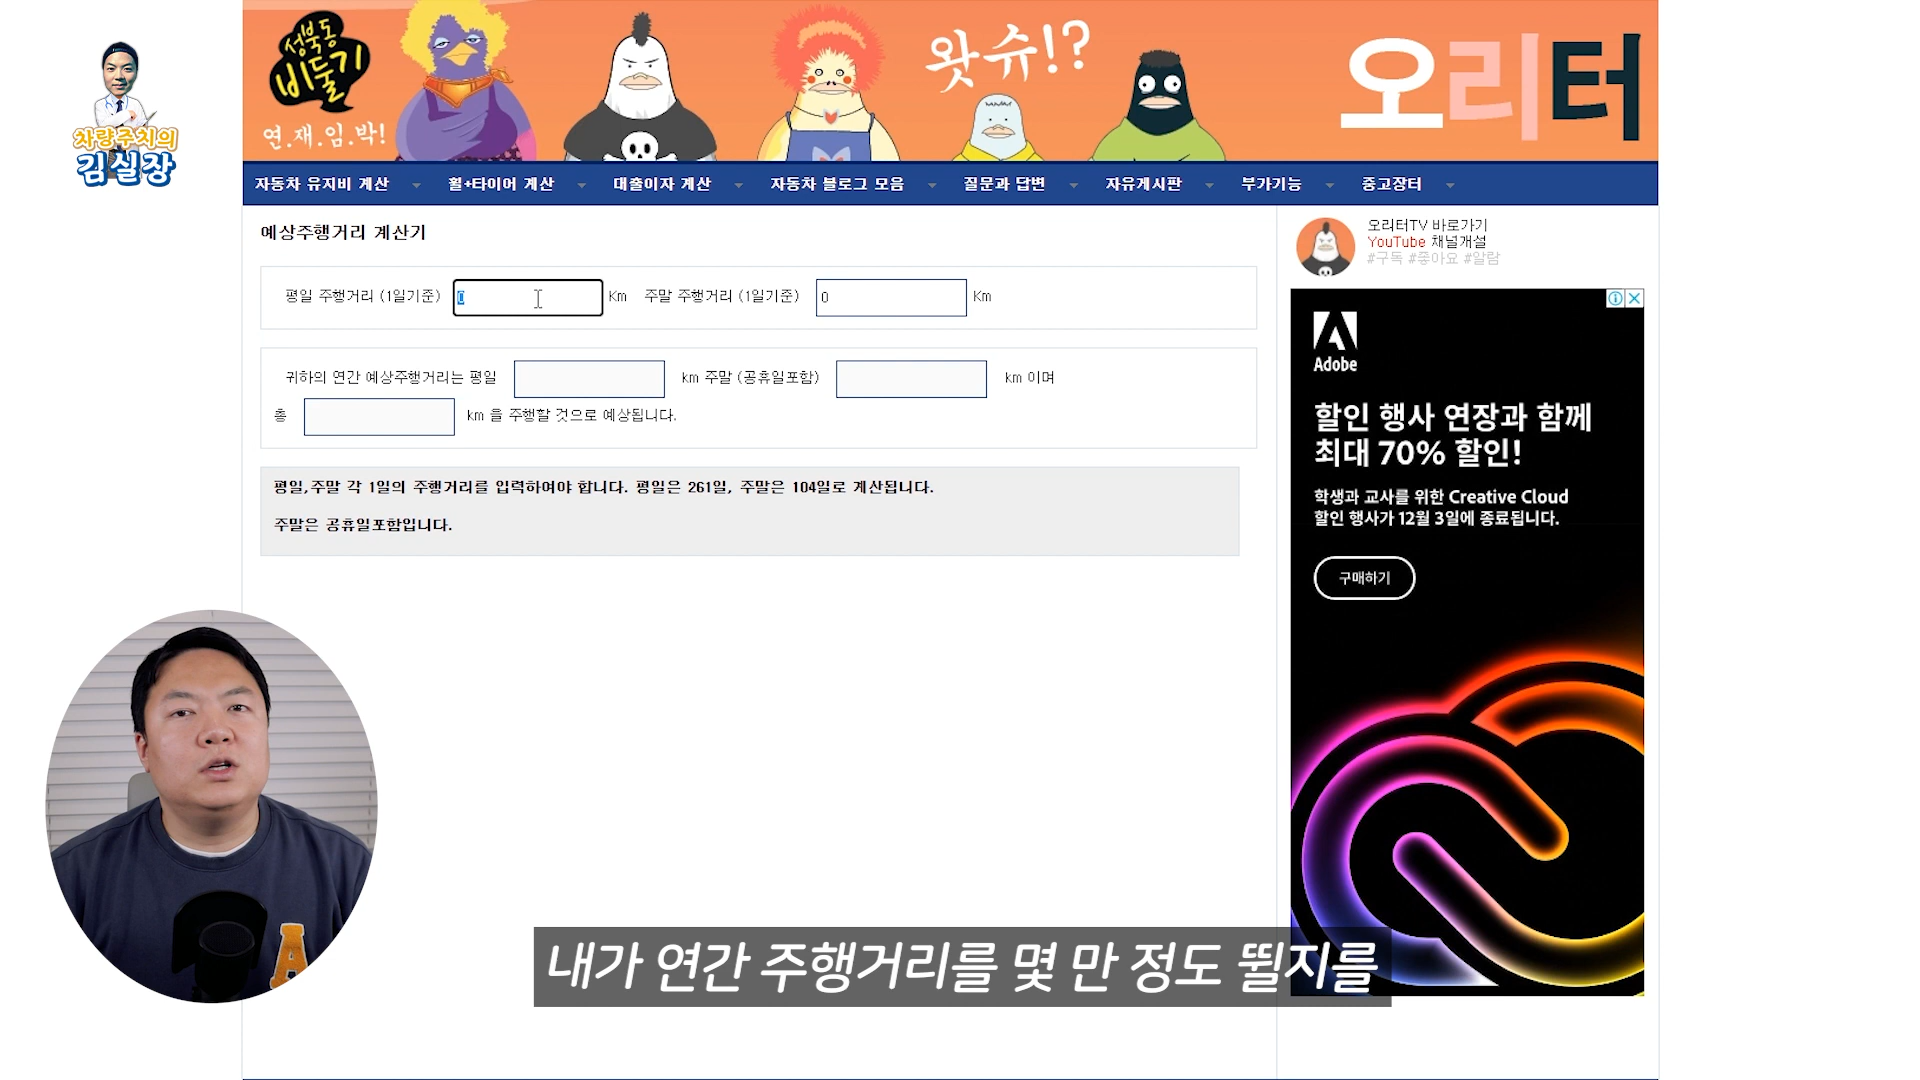 차량주치의
김실장
성북동
비둘기
연.재.임.박!
왓슈!?
오리터
자동차 유지비 계산
휠+타이어 계산
대출이자 계산
자동차 블로그 모음
질문과 답변
자유게시판
부가기능
중고장터
예상주행거리 계산기
평일 주행거리 (1일기준) 0 Km 주말 주행거리 (1일기준) 0 Km
귀하의 연간 예상주행거리는 평일 km 주말 (공휴일포함) km 이며
총 km 을 주행할 것으로 예상됩니다.
평일,주말 각 1일의 주행거리를 입력하여야 합니다. 평일은 261일, 주말은 104일로 계산됩니다.
주말은 공휴일포함입니다.
오리터TV 바로가기
YouTube 채널개설
#구독 #좋아요 #알람
Adobe
할인 행사 연장과 함께
최대 70% 할인!
학생과 교사를 위한 Creative Cloud
할인 행사가 12월 3일에 종료됩니다.
구매하기
A
내가 연간 주행거리를 몇 만 정도 뛸지를